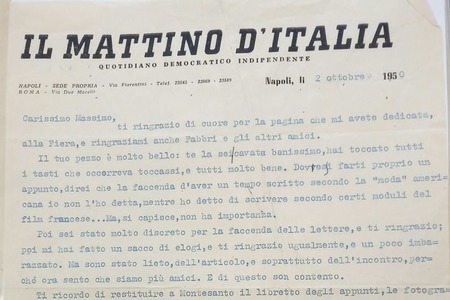 IL MATTINO D'ITALIA
QUOTIDIANO DEMOCRATICO INDIPENDENTE
NAPOLI - SEDE PROPRIA - Via Fiorentini - Telef. 23545 - 23069 - 23589
ROMA - Via Due Macelli
Napoli, lì 2 ottobre 1950
Carissimo Massimo,
ti ringrazio di cuore per la pagina che mi avete dedicata,
alla Fiera, e ringraziami anche Fabbri e gli altri amici.
Il tuo pezzo è molto bello: te la sei cavata benissimo, hai toccato tutti
i tasti che occorreva toccassi, e tutti molto bene. farti proprio un
appunto, direi che la faccenda d'aver un tempo scritto secondo la "moda" ameri-
cana io non l'ho detta, mentre ho detto di scrivere secondo certi moduli del
film francese...Ma, si capisce, non ha importanza.
Poi sei stato molto discreto per la faccenda delle lettere, e ti ringrazio;
poi mi hai fatto un sacco di elogi, e ti ringrazie ugualmente, e un poco imba-
razzato. Ma sono stato lieto, dell'articolo, e soprattutto dell'incontro, per-
chè ora sento che siamo più amici. E di questo son contento.
Ti ricordo di restituire a Montesanto il libretto degli appunti, le fotogra-